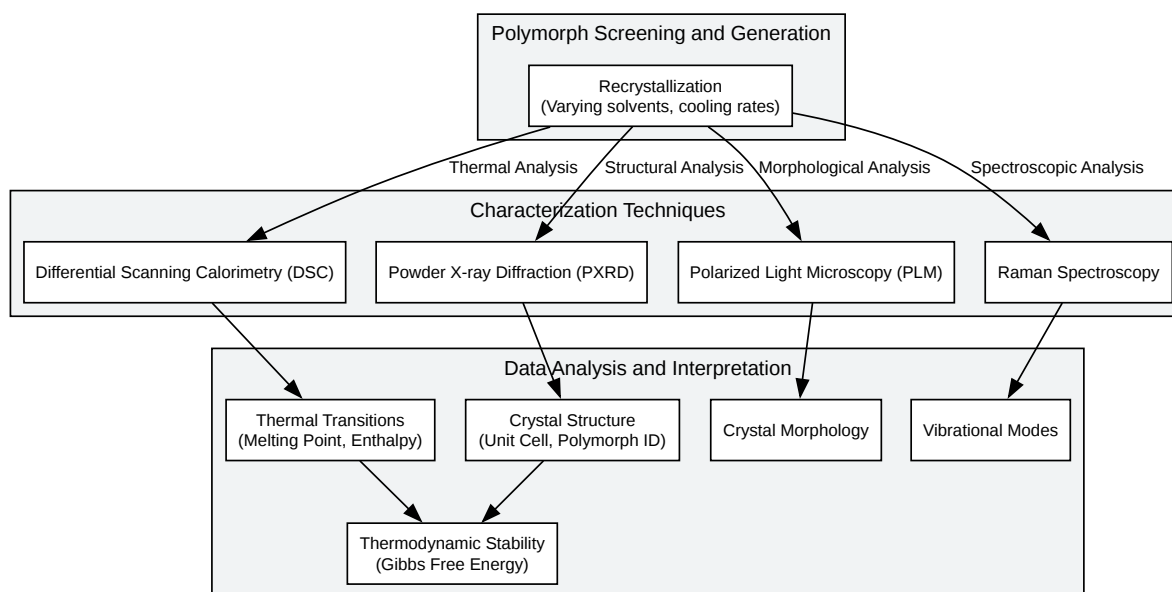 Polymorph Screening and Generation
Recrystallization
(Varying solvents, cooling rates)
Thermal Analysis
Structural Analysis
Morphological Analysis
Spectroscopic Analysis
Characterization Techniques
Differential Scanning Calorimetry (DSC)
Powder X-ray Diffraction (PXRD)
Polarized Light Microscopy (PLM)
Raman Spectroscopy
Data Analysis and Interpretation
Thermal Transitions
(Melting Point, Enthalpy)
Crystal Structure
(Unit Cell, Polymorph ID)
Crystal Morphology
Vibrational Modes
Thermodynamic Stability
(Gibbs Free Energy)